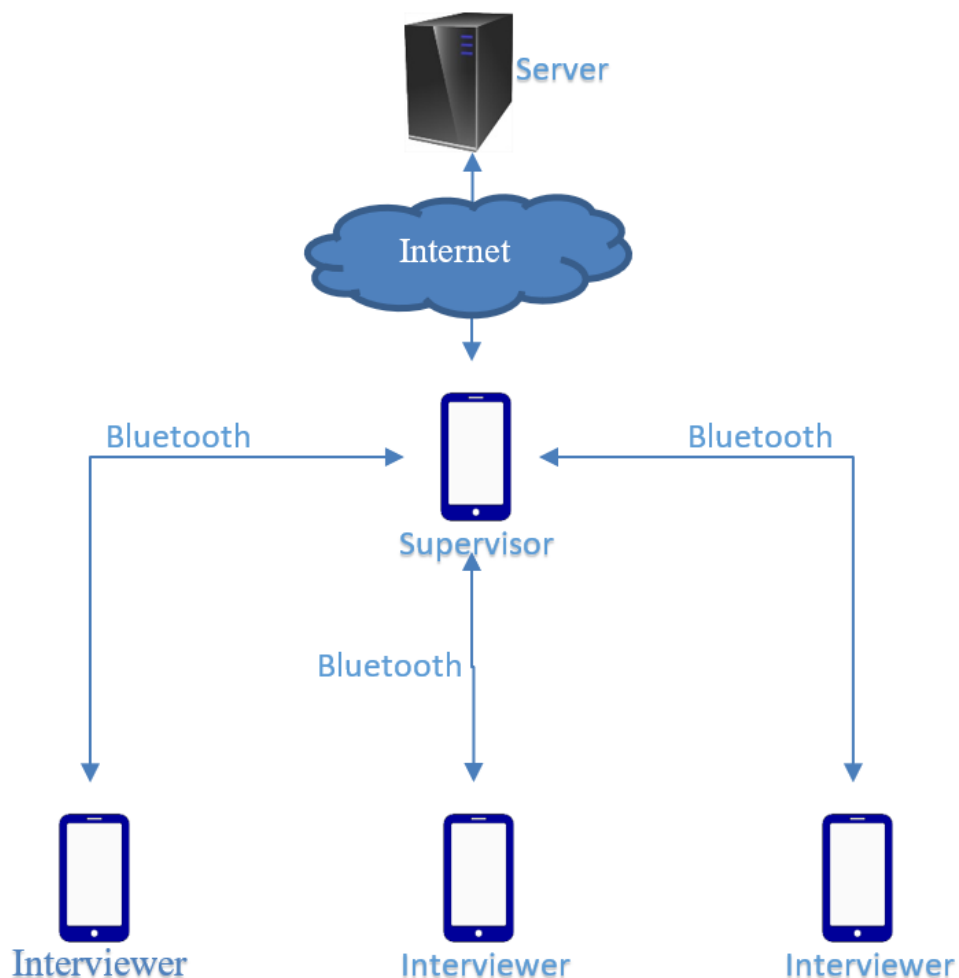 Server
Internet
Bluetooth
Bluetooth
Supervisor
Bluetooth
Interviewer
Interviewer
Interviewer